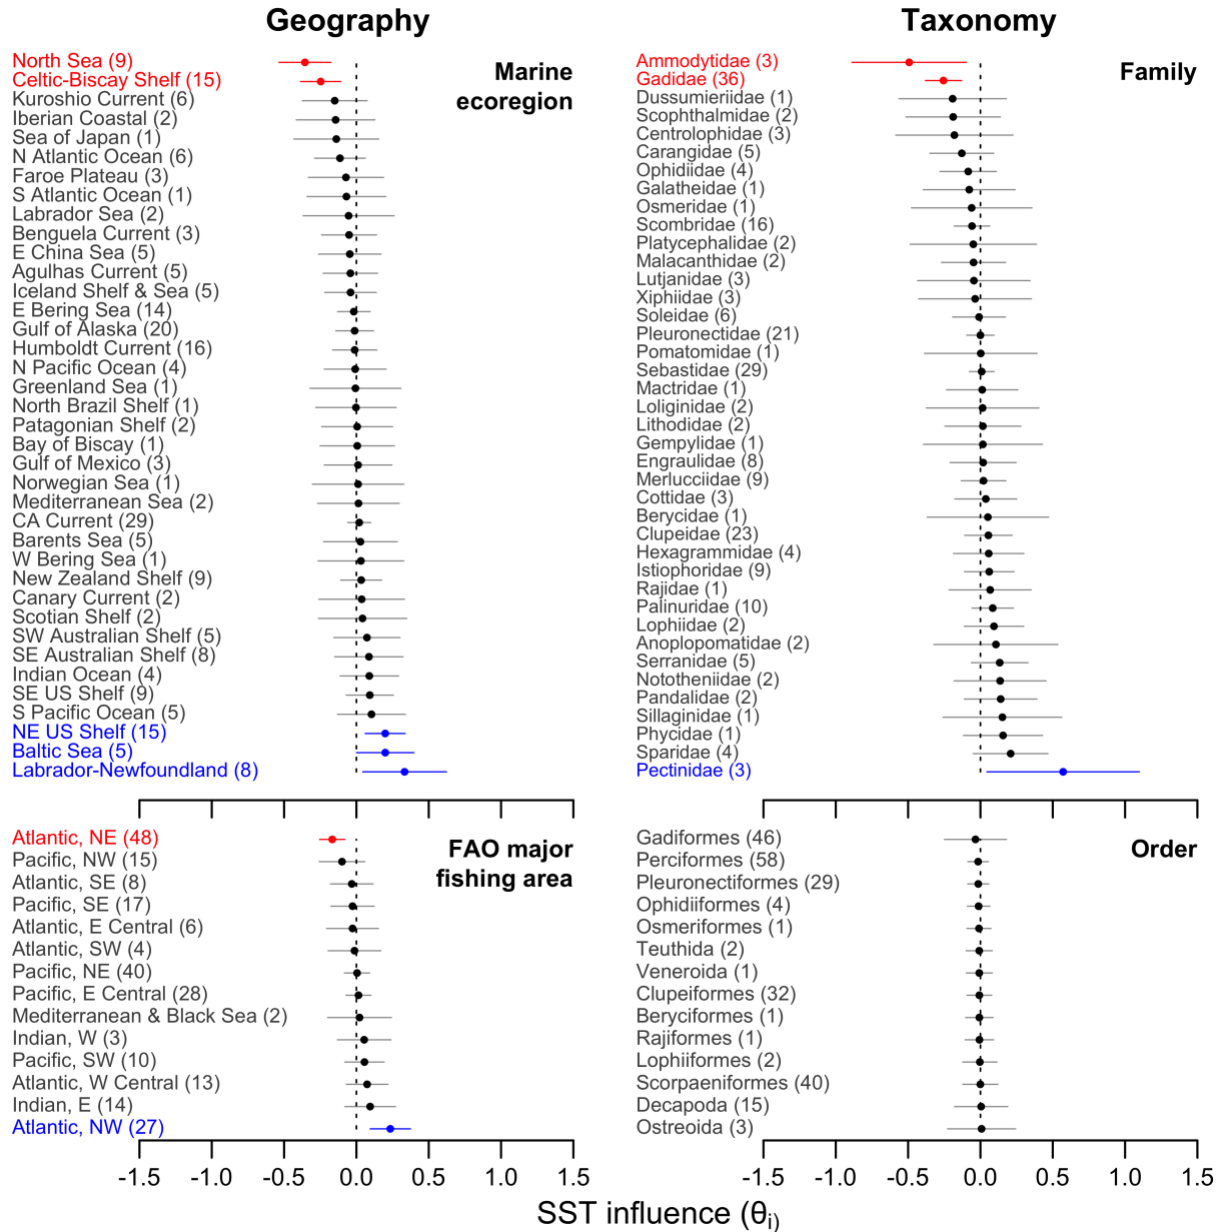 Geography
Marine
ecoregion
North Sea (9)
Celtic-Biscay Shelf (15)
Kuroshio Current (6)
Iberian Coastal (2)
Sea of Japan (1)
N Atlantic Ocean (6)
Faroe Plateau (3)
S Atlantic Ocean (1)
Labrador Sea (2)
Benguela Current (3)
E China Sea (5)
Agulhas Current (5)
Iceland Shelf & Sea (5)
E Bering Sea (14)
Gulf of Alaska (20)
Humboldt Current (16)
N Pacific Ocean (4)
Greenland Sea (1)
North Brazil Shelf (1)
Patagonian Shelf (2)
Bay of Biscay (1)
Gulf of Mexico (3)
Norwegian Sea (1)
Mediterranean Sea (2)
CA Current (29)
Barents Sea (5)
W Bering Sea (1)
New Zealand Shelf (9)
Canary Current (2)
Scotian Shelf (2)
SW Australian Shelf (5)
SE Australian Shelf (8)
Indian Ocean (4)
SE US Shelf (9)
S Pacific Ocean (5)
NE US Shelf (15)
Baltic Sea (5)
Labrador-Newfoundland (8)
FAO major
fishing area
Atlantic, NE (48)
Pacific, NW (15)
Atlantic, SE (8)
Pacific, SE (17)
Atlantic, E Central (6)
Atlantic, SW (4)
Pacific, NE (40)
Pacific, E Central (28)
Mediterranean & Black Sea (2)
Indian, W (3)
Pacific, SW (10)
Atlantic, W Central (13)
Indian, E (14)
Atlantic, NW (27)
-1.5 -1.0 -0.5 0.0 0.5 1.0 1.5
Taxonomy
Family
Ammodytidae (3)
Gadidae (36)
Dussumieriidae (1)
Scophthalmidae (2)
Centrolophidae (3)
Carangidae (5)
Ophidiidae (4)
Galatheidae (1)
Osmeridae (1)
Scombridae (16)
Platycephalidae (2)
Malacanthidae (2)
Lutjanidae (3)
Xiphiidae (3)
Soleidae (6)
Pleuronectidae (21)
Pomatomidae (1)
Sebastidae (29)
Mactridae (1)
Loliginidae (2)
Lithodidae (2)
Gempylidae (1)
Engraulidae (8)
Merlucciidae (9)
Cottidae (3)
Berycidae (1)
Clupeidae (23)
Hexagrammidae (4)
Istiophoridae (9)
Rajidae (1)
Palinuridae (10)
Lophiidae (2)
Anoplopomatidae (2)
Serranidae (5)
Nototheniidae (2)
Pandalidae (2)
Sillaginidae (1)
Phycidae (1)
Sparidae (4)
Pectinidae (3)
Order
Gadiformes (46)
Perciformes (58)
Pleuronectiformes (29)
Ophidiiformes (4)
Osmeriformes (1)
Teuthida (2)
Veneroida (1)
Clupeiformes (32)
Beryciformes (1)
Rajiformes (1)
Lophiiformes (2)
Scorpaeniformes (40)
Decapoda (15)
Ostreoida (3)
-1.5 -1.0 -0.5 0.0 0.5 1.0 1.5
SST influence (θi)